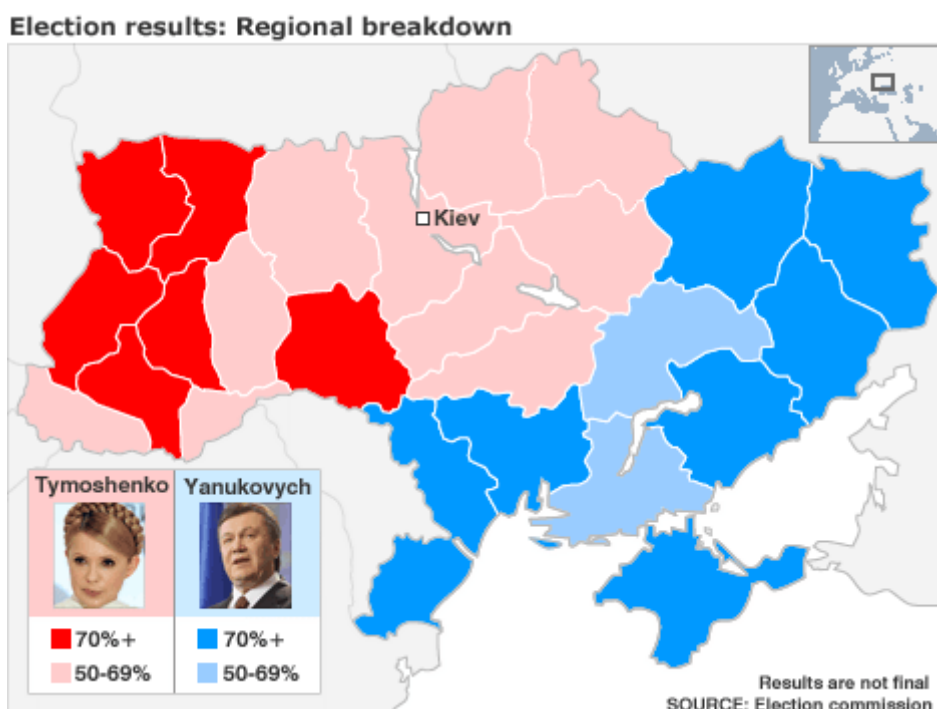 Election results: Regional breakdown
Kiev
Tymoshenko
Yanukovych
70%+
70%+
50-69%
50-69%
Results are not final
SOURCE: Election commission